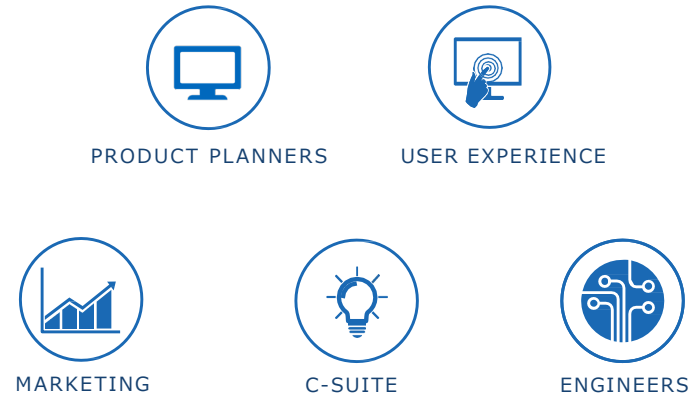 PRODUCT PLANNERS
USER EXPERIENCE
MARKETING
C-SUITE
ENGINEERS